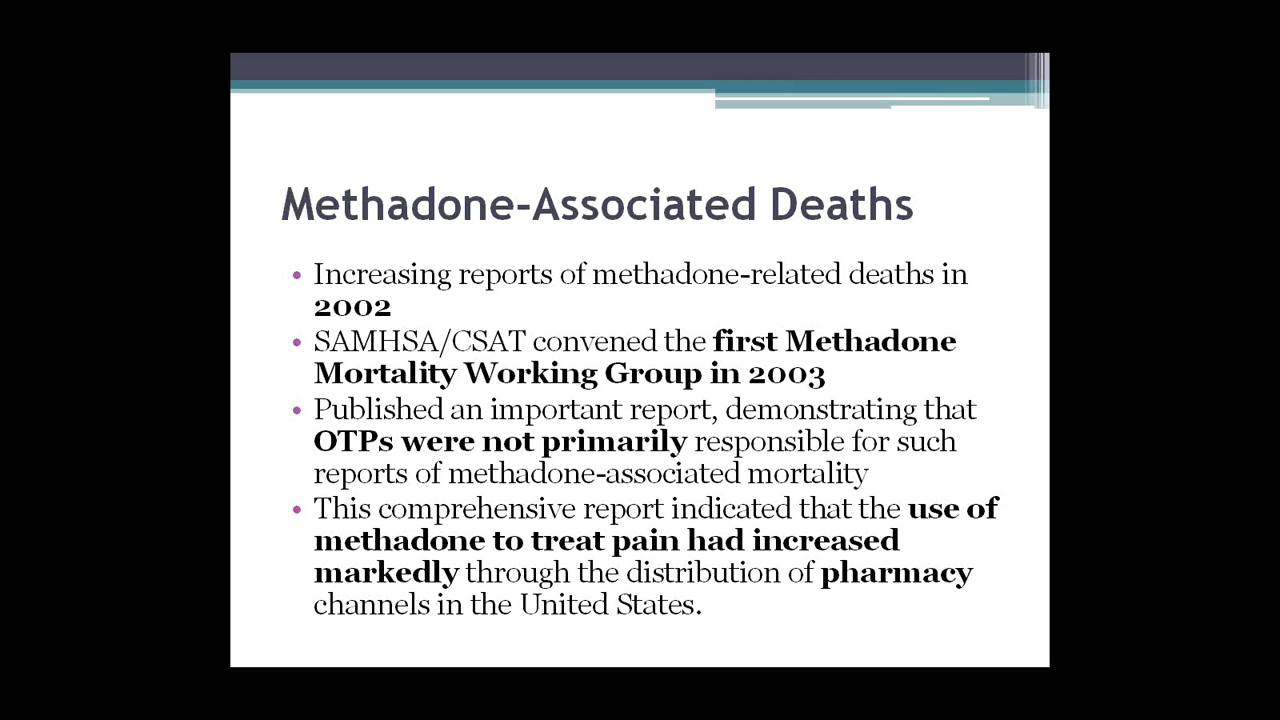 Methadone-Associated Deaths
• Increasing reports of methadone-related deaths in
2002
• SAMHSA/CSAT convened the first Methadone
Mortality Working Group in 2003
• Published an important report, demonstrating that
OTPs were not primarily responsible for such
reports of methadone-associated mortality
• This comprehensive report indicated that the use of
methadone to treat pain had increased
markedly through the distribution of pharmacy
channels in the United States.